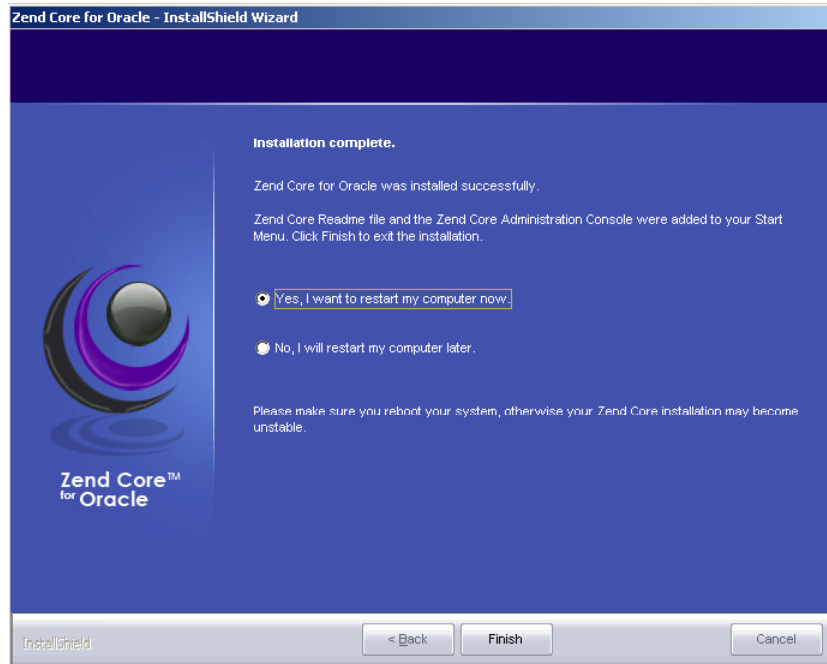 Zend Core for Oracle - InstallShield Wizard
Installation complete.
Zend Core for Oracle was installed successfully.
Zend Core Readme file and the Zend Core Administration Console were added to your Start
Menu. Click Finish to exit the installation.
Yes, I want to restart my computer now.
No, I will restart my computer later.
Please make sure you reboot your system, otherwise your Zend Core installation may become
unstable.
Zend Core™
for Oracle
InstallShield
< Back
Finish
Cancel